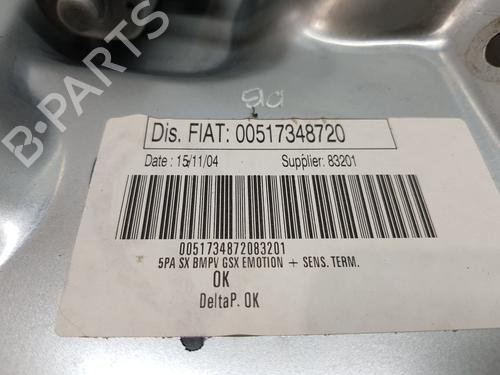 Dis. FIAT: 00517348720
Date : 15/11/04 Supplier: 83201
0051734872083201
5PA SX BMPV GSX EMOTION + SENS. TERM.
OK
DeltaP. OK
B-PARTS